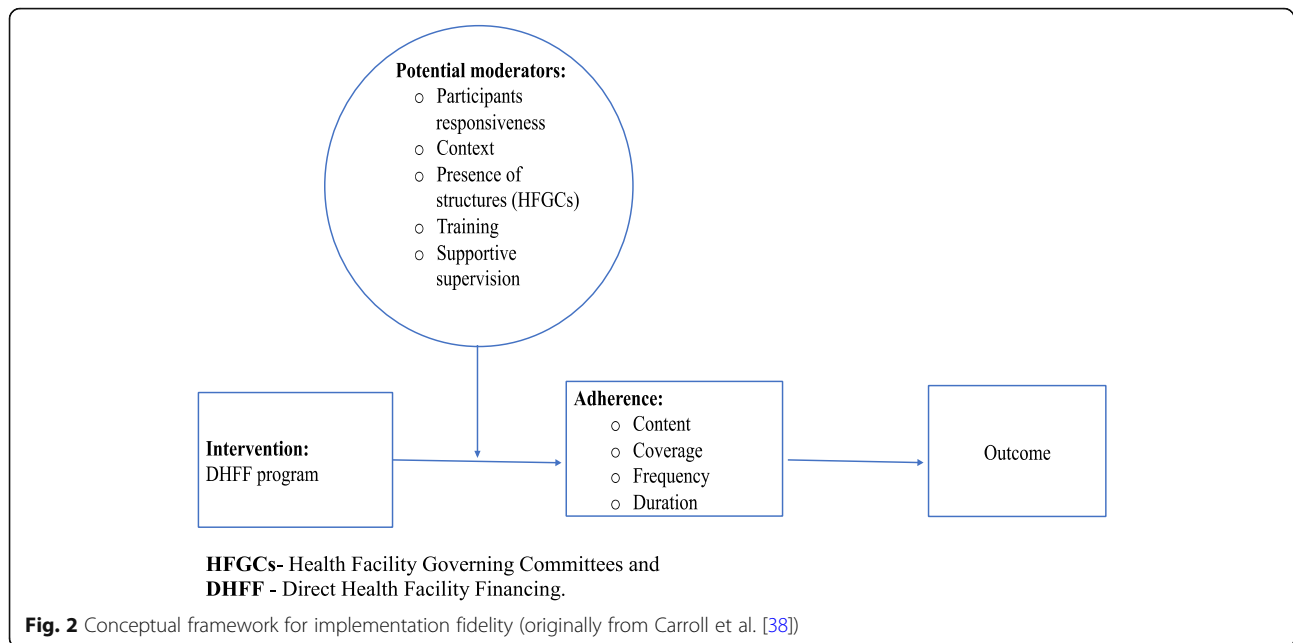 Potential moderators:
o Participants
responsiveness
o Context
o Presence of
structures (HFGCs)
o Training
o Supportive
supervision
Intervention:
DHFF program
Adherence:
o Content
o Coverage
o Frequency
o Duration
Outcome
HFGCs- Health Facility Governing Committees and
DHFF - Direct Health Facility Financing.
Fig. 2 Conceptual framework for implementation fidelity (originally from Carroll et al. [38])